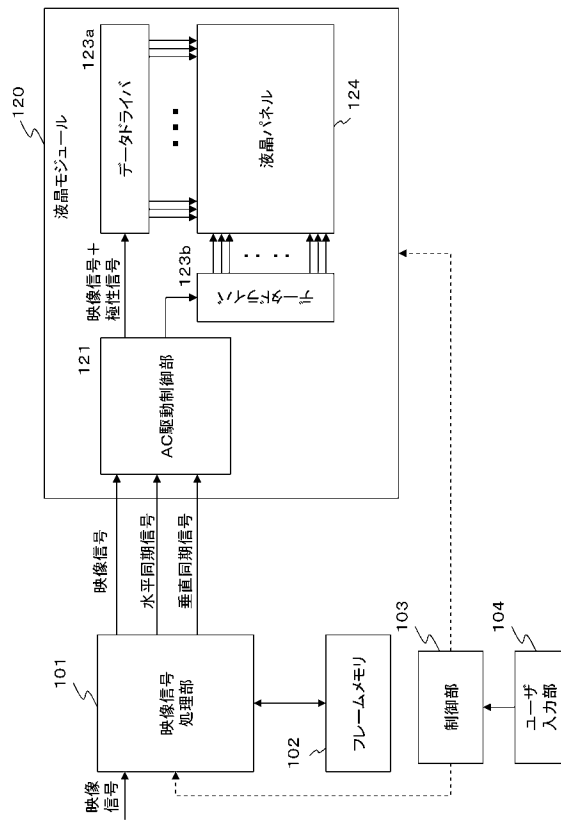 映像
信号
101
映像信号
処理部
映像信号
水平同期信号
垂直同期信号
102
フレームメモリ
103
制御部
104
ユーザ
入力部
120
液晶モジュール
121
AC駆動制御部
映像信号＋
極性信号
123a
データドライバ
123b
データドライバ
液晶パネル
124